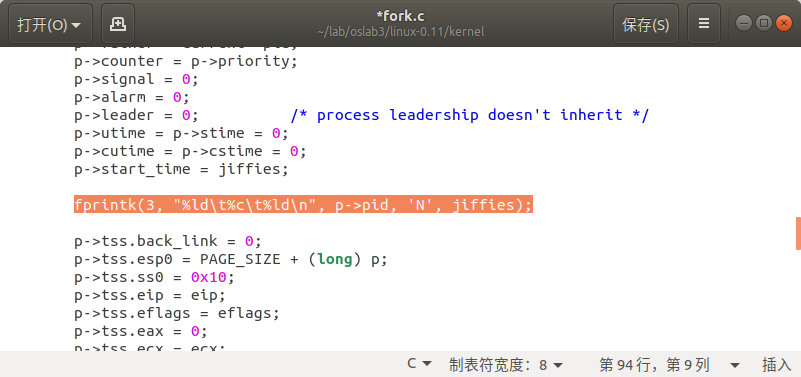 打开(O)
*fork.c
~/lab/oslab3/linux-0.11/kernel
保存(S)
p->counter = p->priority;
p->signal = 0;
p->alarm = 0;
p->leader = 0; /* process leadership doesn't inherit */
p->utime = p->stime = 0;
p->cutime = p->cstime = 0;
p->start_time = jiffies;
fprintk(3, "%ld\t%c\t%ld\n", p->pid, 'N', jiffies);
p->tss.back_link = 0;
p->tss.esp0 = PAGE_SIZE + (long) p;
p->tss.ss0 = 0x10;
p->tss.eip = eip;
p->tss.eflags = eflags;
p->tss.eax = 0;
p->tss.ecx = ecx;
C 制表符宽度：8 第 94 行，第 9 列 插入